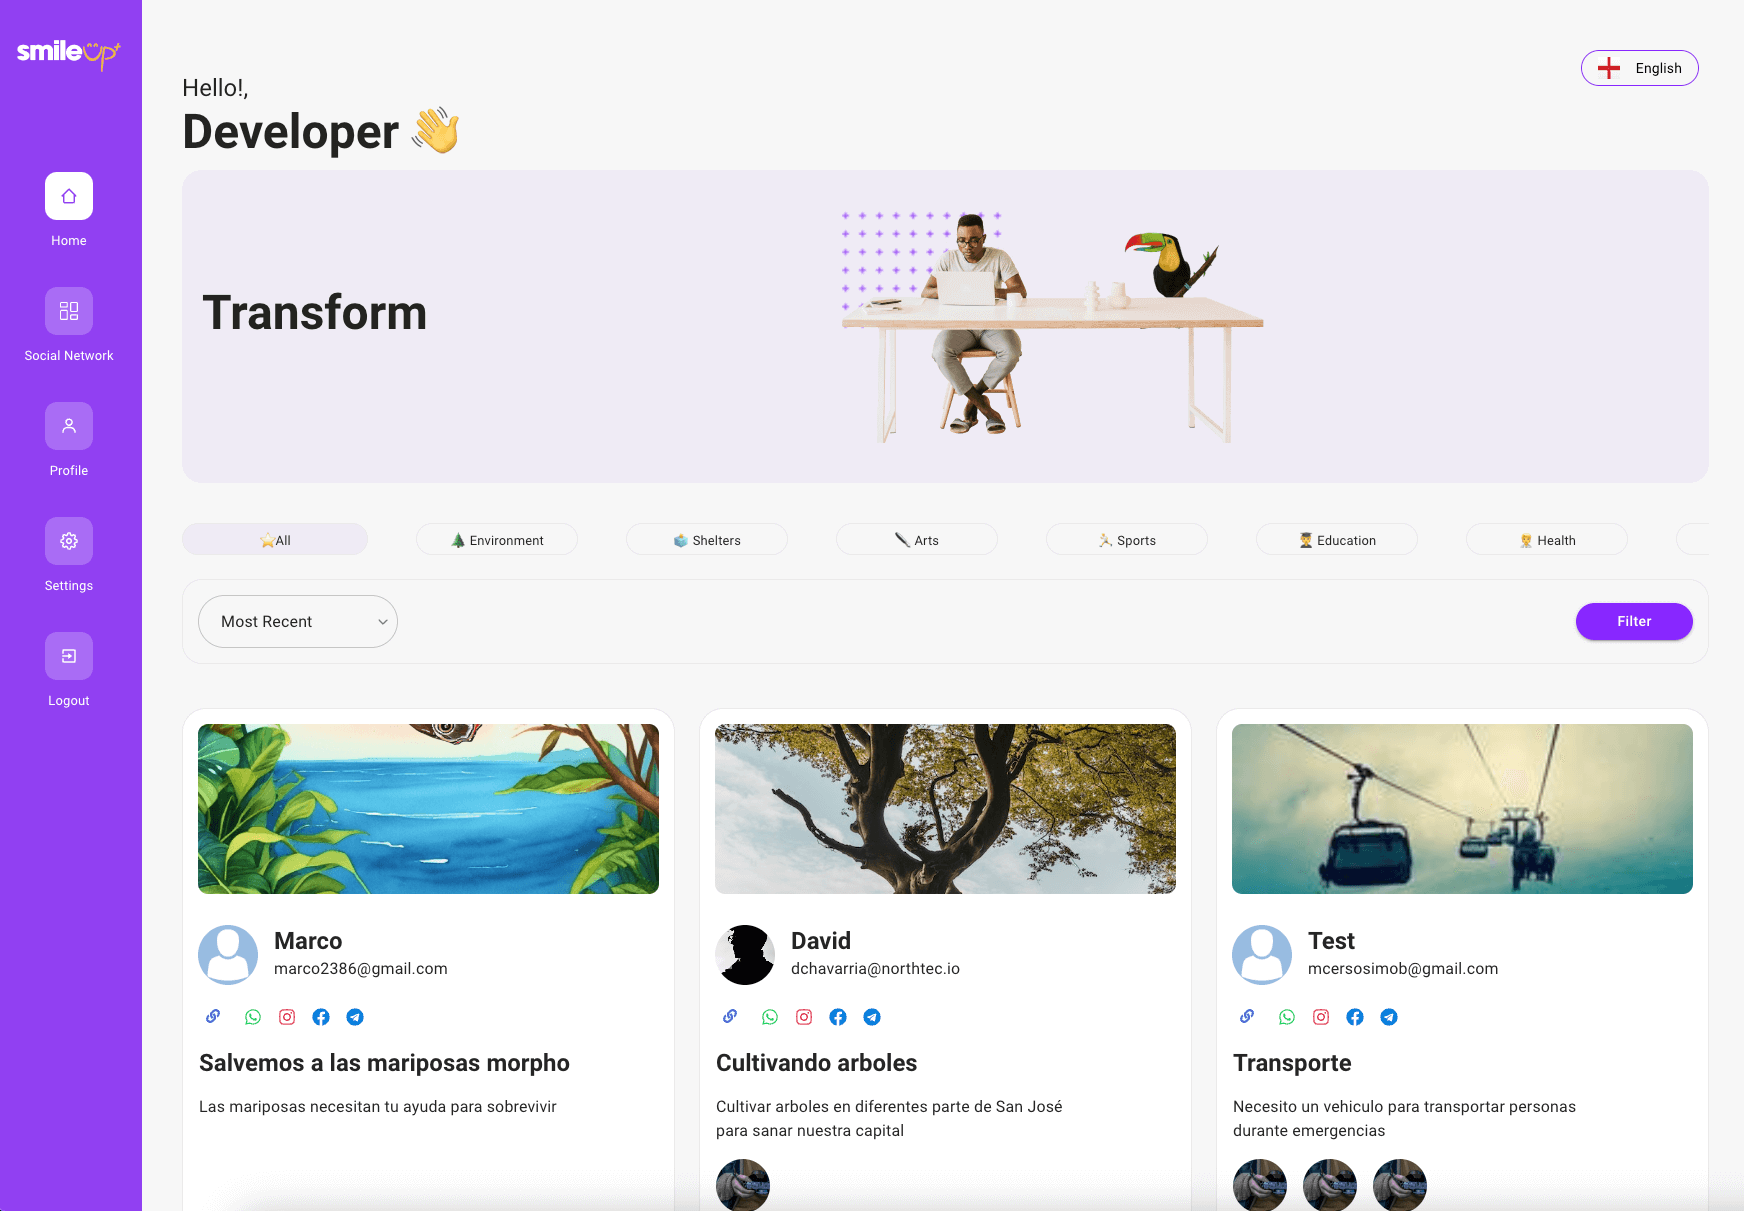 smileup+
Home
Social Network
Profile
Settings
Logout
English
Hello!,
Developer
Transform
All
Environment
Shelters
Arts
Sports
Education
Health
Most Recent
Filter
Marco
marco2386@gmail.com
Salvemos a las mariposas morpho
Las mariposas necesitan tu ayuda para sobrevivir
David
dchavarria@northtec.io
Cultivando arboles
Cultivar arboles en diferentes parte de San José
para sanar nuestra capital
Test
mcersosimob@gmail.com
Transporte
Necesito un vehiculo para transportar personas
durante emergencias